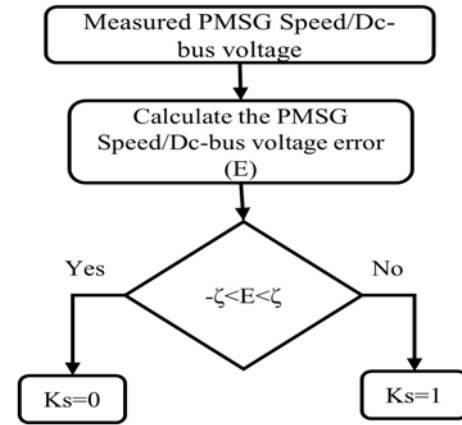 Measured PMSG Speed/Dc-
bus voltage
Calculate the PMSG
Speed/Dc-bus voltage error
(E)
Yes
No
-ζ<E<ζ
Ks=0
Ks=1